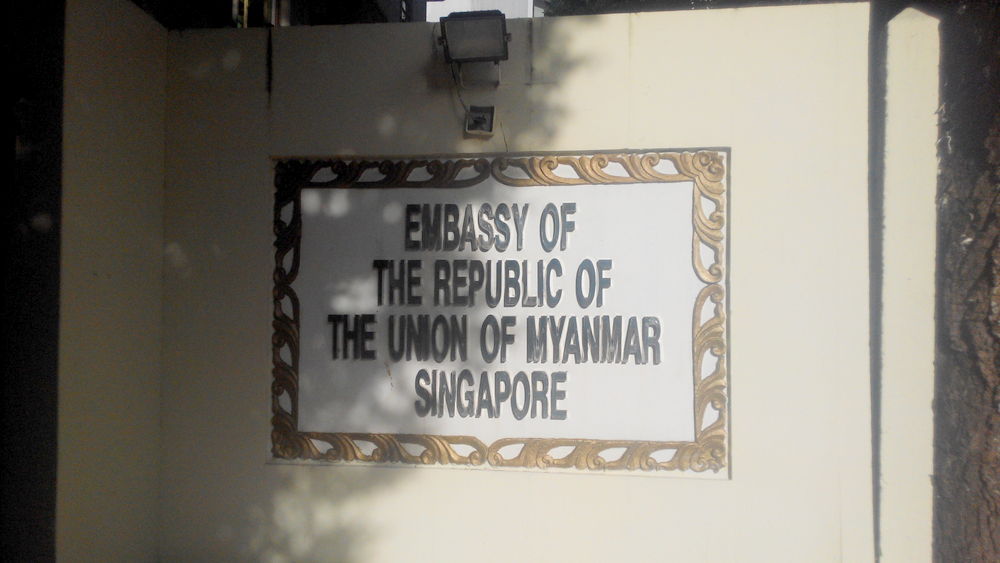 EMBASSY OF
THE REPUBLIC OF
THE UNION OF MYANMAR
SINGAPORE